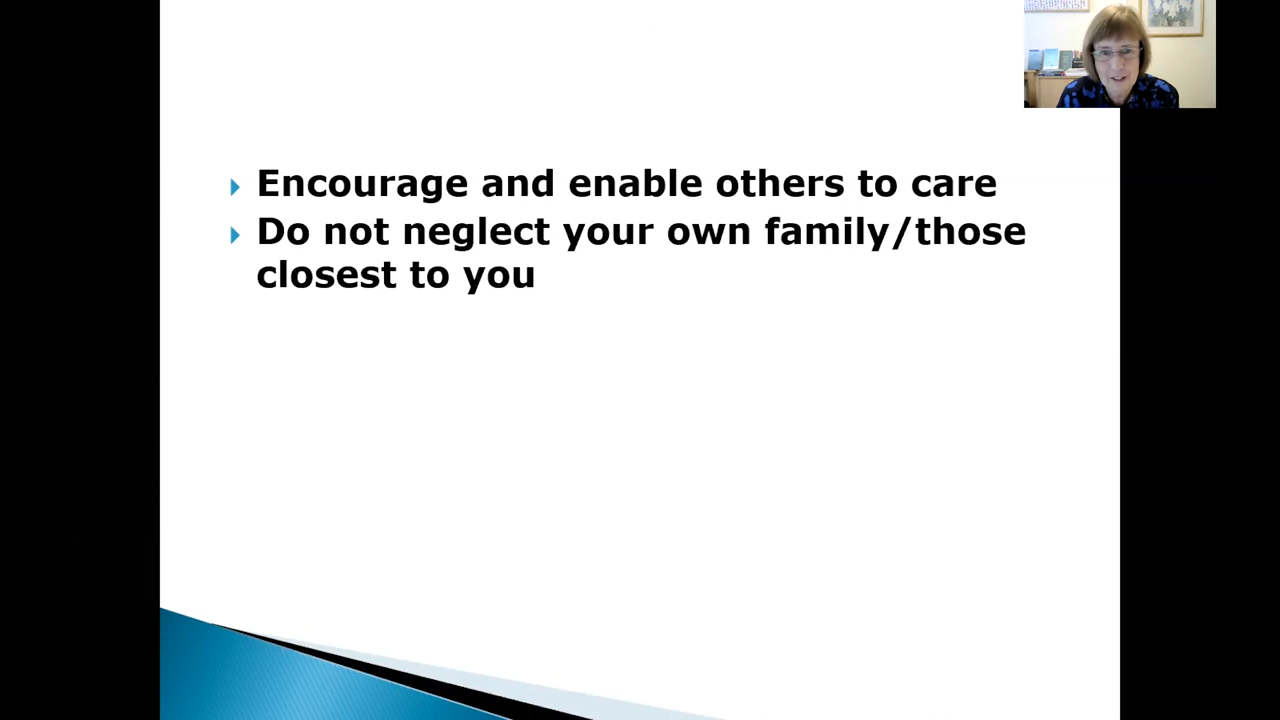 Encourage and enable others to care
Do not neglect your own family/those
closest to you